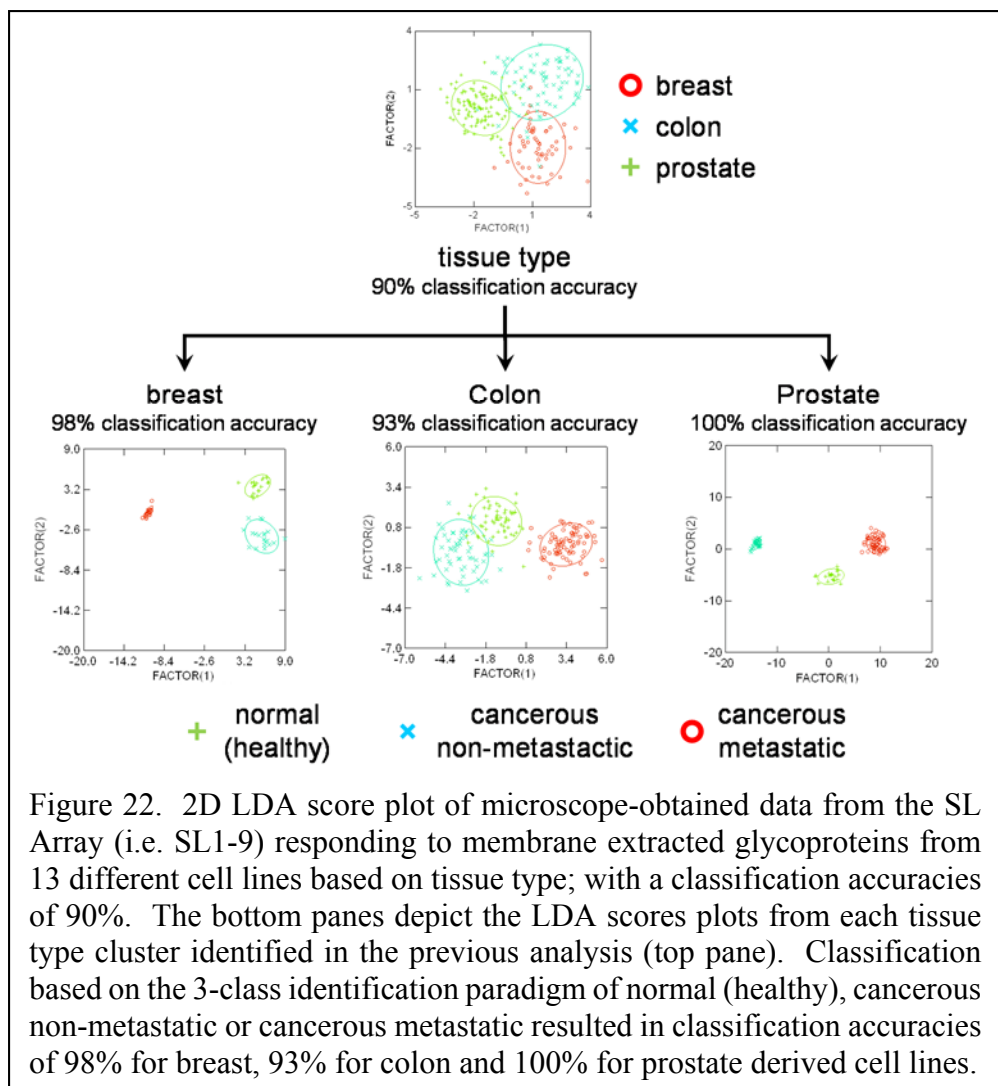 4
1
-2
-5
FACTOR(2)
-5 -2 1 4
FACTOR(1)
breast
colon
prostate
tissue type
90% classification accuracy
breast
98% classification accuracy
9.0
3.2
-2.6
-8.4
-14.2
-20.0
FACTOR(2)
-20.0 -14.2 -8.4 -2.6 3.2 9.0
FACTOR(1)
Colon
93% classification accuracy
6.0
3.4
0.8
-1.8
-4.4
-7.0
FACTOR(2)
-7.0 -4.4 -1.8 0.8 3.4 6.0
FACTOR(1)
Prostate
100% classification accuracy
20
10
0
-10
-20
FACTOR(2)
-20 -10 0 10 20
FACTOR(1)
normal
(healthy)
cancerous
non-metastactic
cancerous
metastatic
Figure 22. 2D LDA score plot of microscope-obtained data from the SL
Array (i.e. SL1-9) responding to membrane extracted glycoproteins from
13 different cell lines based on tissue type; with a classification accuracies
of 90%. The bottom panes depict the LDA scores plots from each tissue
type cluster identified in the previous analysis (top pane). Classification
based on the 3-class identification paradigm of normal (healthy), cancerous
non-metastatic or cancerous metastatic resulted in classification accuracies
of 98% for breast, 93% for colon and 100% for prostate derived cell lines.